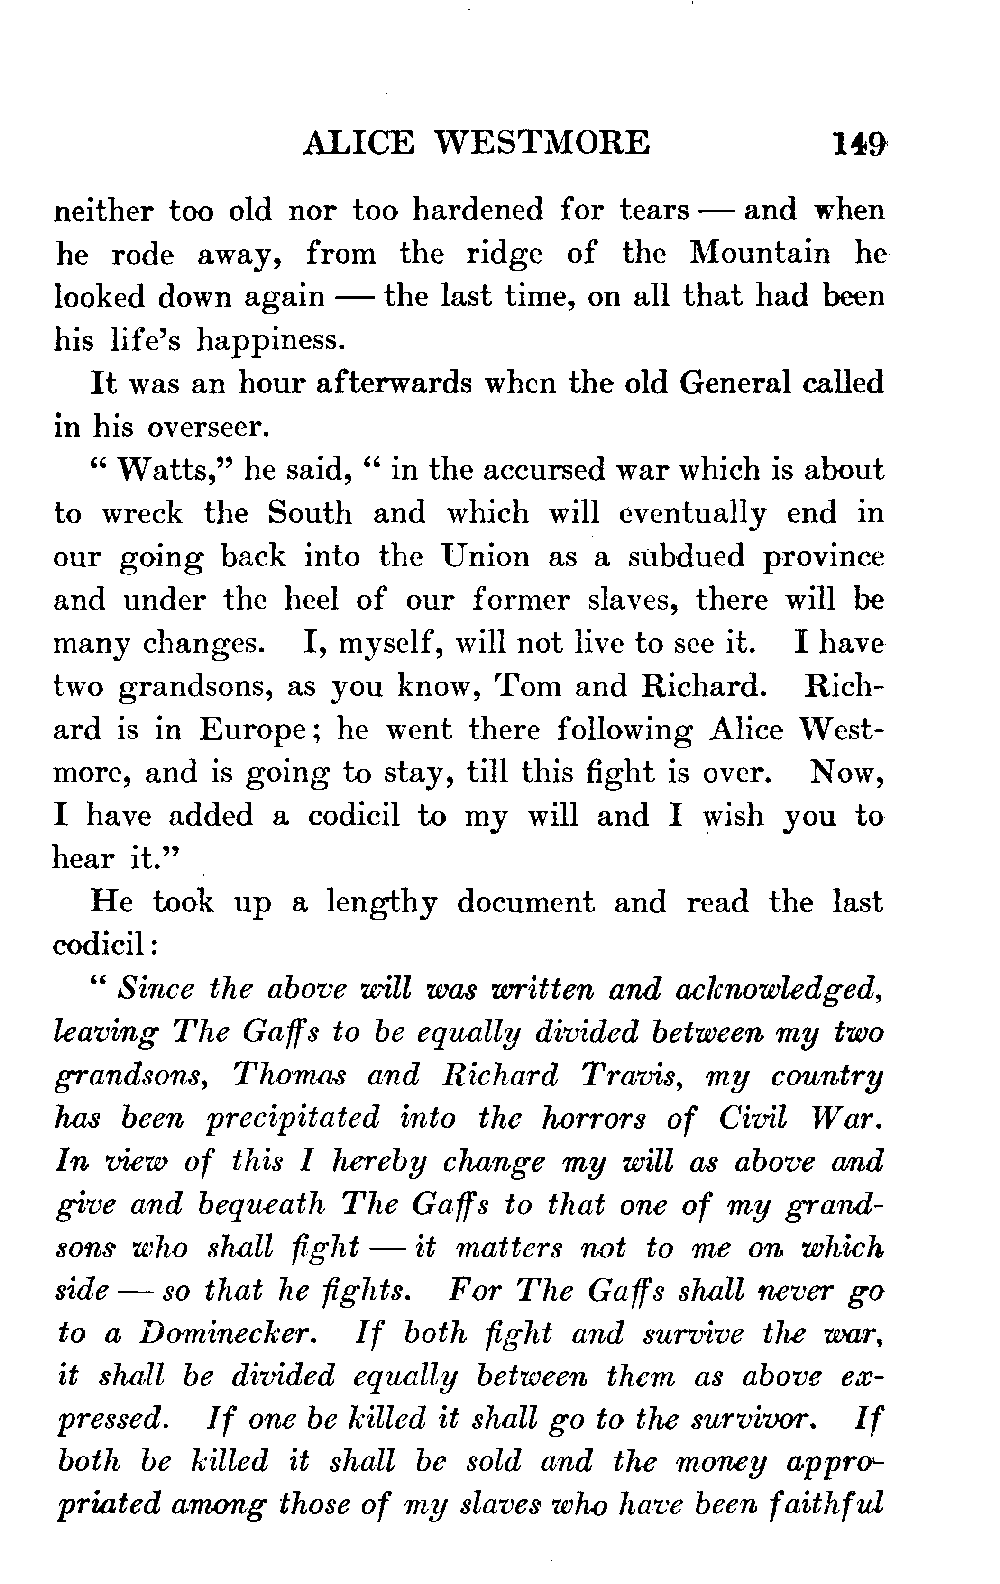 ALICE WESTMORE 149
neither too old nor too hardened for tears — and when
he rode away, from the ridge of the Mountain he
looked down again — the last time, on all that had been
his life's happiness.
It was an hour afterwards when the old General called
in his overseer.
" Watts," he said, " in the accursed war which is about
to wreck the South and which will eventually end in
our going back into the Union as a subdued province
and under the heel of our former slaves, there will be
many changes. I, myself, will not live to see it. I have
two grandsons, as you know, Tom and Richard. Rich-
ard is in Europe; he went there following Alice West-
more, and is going to stay, till this fight is over. Now,
I have added a codicil to my will and I wish you to
hear it."
He took up a lengthy document and read the last
codicil:
" Since the above will was written and acknowledged,
leaving The Gaffs to be equally divided between my two
grandsons, Thomas and Richard Travis, my country
has been precipitated into the horrors of Civil War.
In view of this I hereby change my will as above and
give and bequeath The Gaffs to that one of my grand-
sons who shall fight — it matters not to me on which
side — so that he fights. For The Gaffs shall never go
to a Dominecker. If both fight and survive the war,
it shall be divided equally between them as above ex-
pressed. If one be killed it shall go to the survivor. If
both be killed it shall be sold and the money appro-
priated among those of my slaves who have been faithful